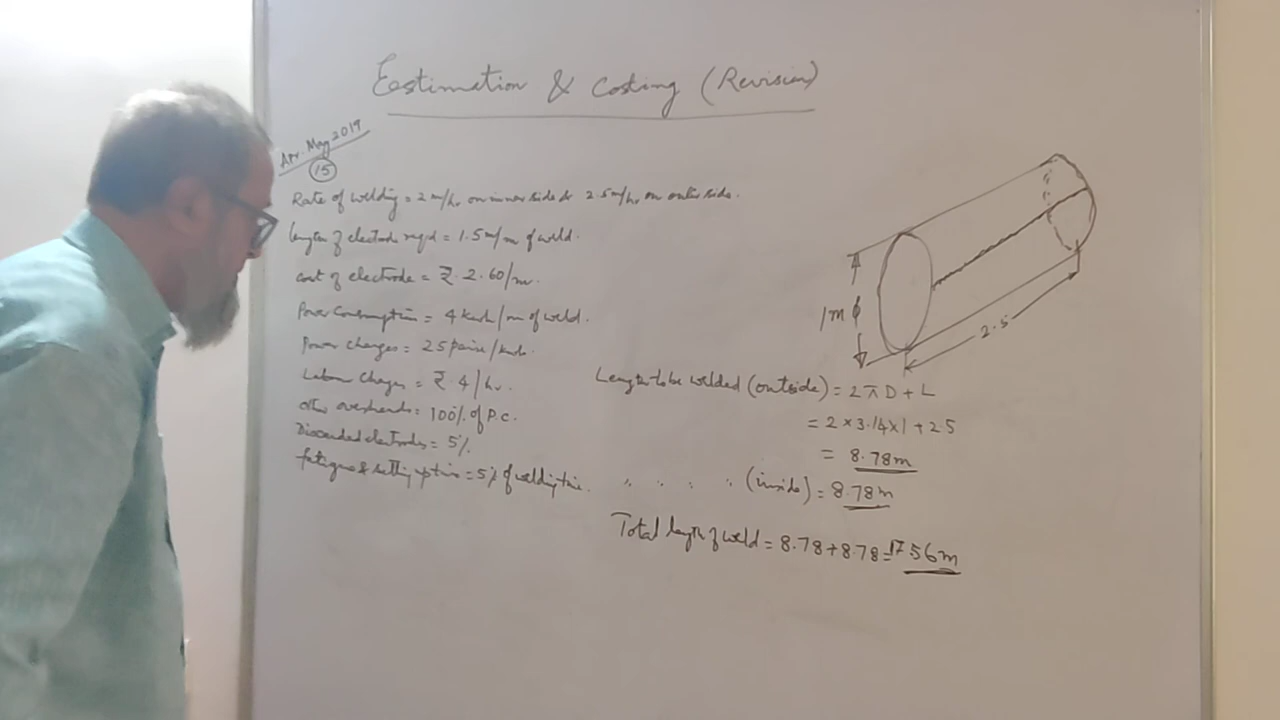 Eestimation & Costing (Revision)
Apr. May 2019
15
Rate of welding = 2 m/hr on inner side & 2.5m/hr on outer side.
length of electrode reqd = 1.5 m/m of weld.
cost of electrode = ₹. 2.60/m.
Power Consumption = 4 kwh/m of weld.
Power charges = 25 paise/kwh.
Labour Charges = ₹. 4/hr.
other overheads = 100% of P.C.
Discarded electrodes = 5%.
fatigue & setting up time = 5% of welding time.
1m ϕ
2.5
Length to be welded (outside) = 2πD + L
= 2 × 3.14 × 1 + 2.5
= 8.78m
" " " " (inside) = 8.78m
Total length of weld = 8.78 + 8.78 = 17.56m